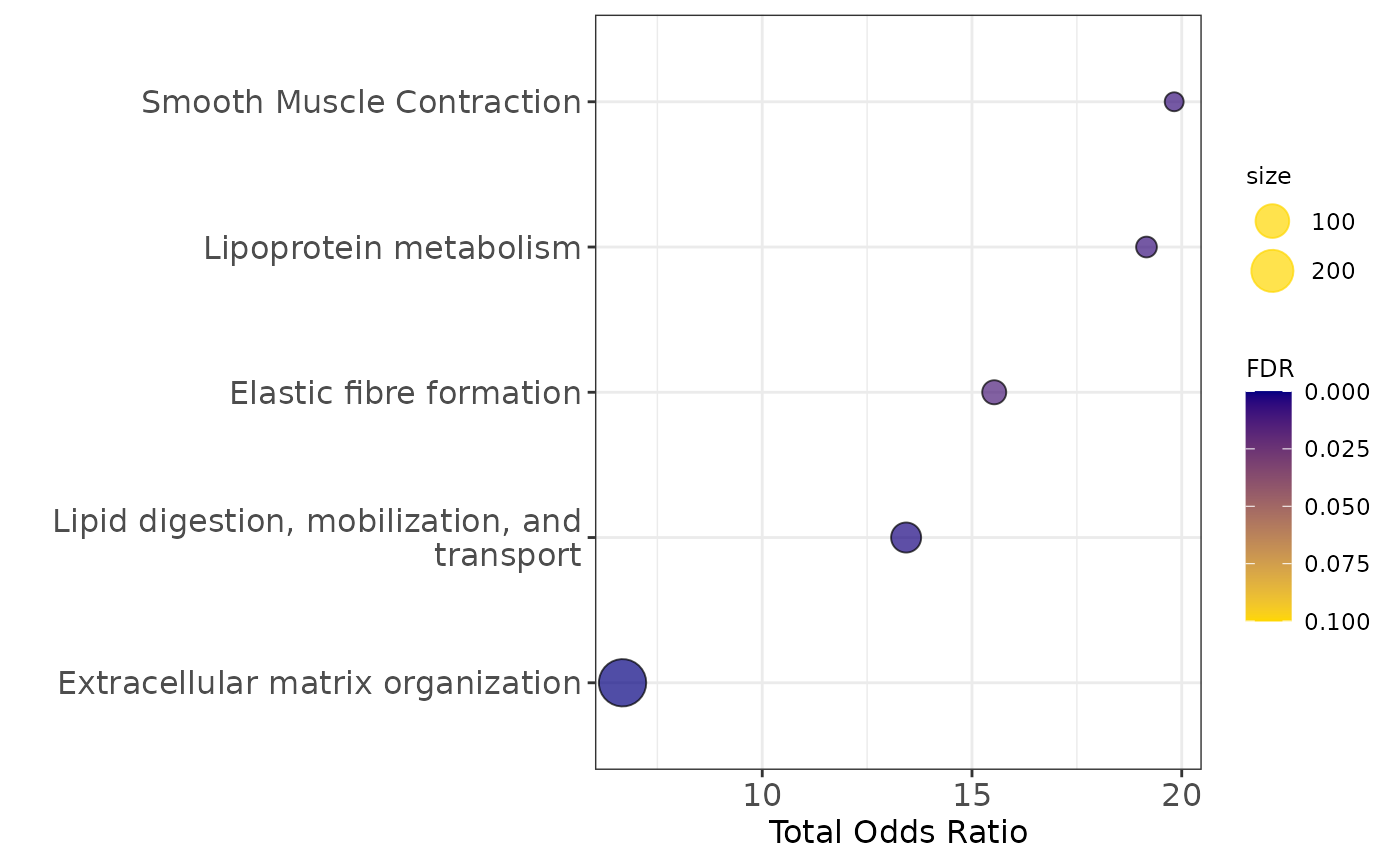 Smooth Muscle Contraction
Lipoprotein metabolism
Elastic fibre formation
Lipid digestion, mobilization, and
transport
Extracellular matrix organization
10
15
20
Total Odds Ratio
size
100
200
FDR
0.000
0.025
0.050
0.075
0.100